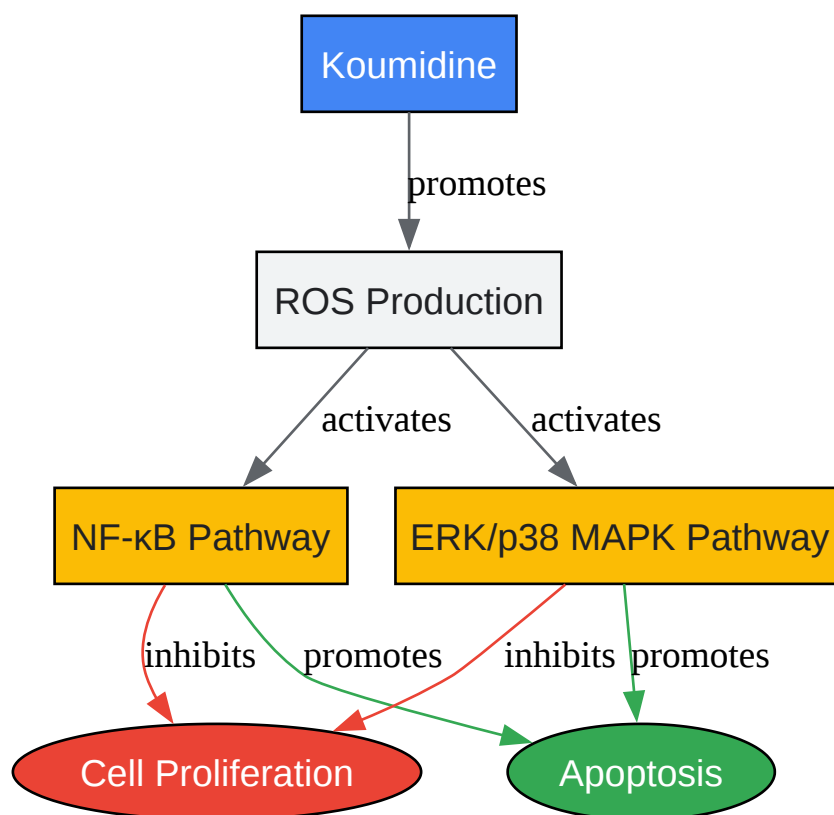 Koumidine
promotes
ROS Production
activates
activates
NF-κB Pathway
ERK/p38 MAPK Pathway
inhibits
promotes
inhibits
promotes
Cell Proliferation
Apoptosis